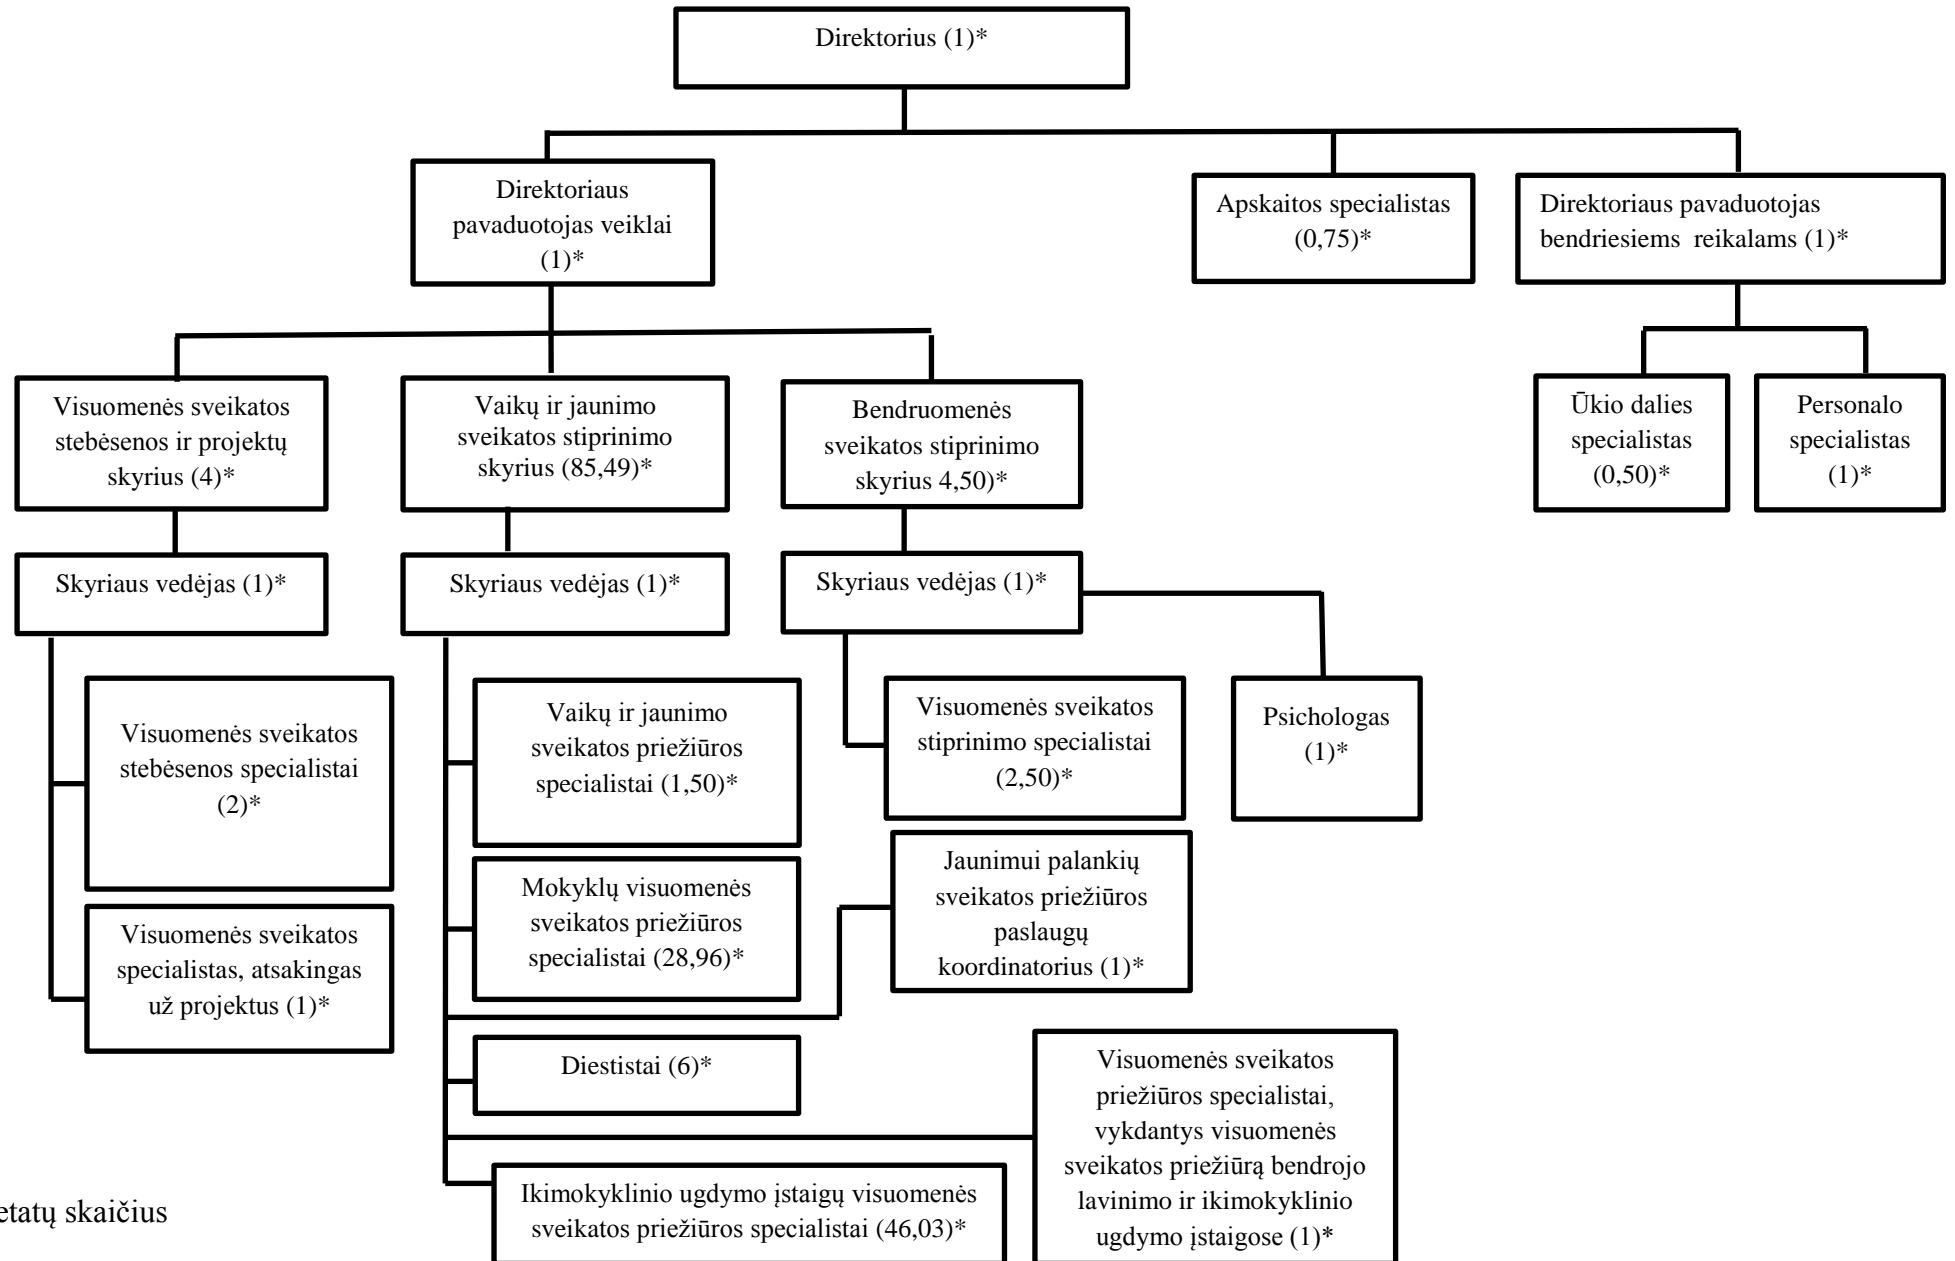 Direktorius (1)*
Direktoriaus
pavaduotojas veiklai
(1)*
Apskaitos specialistas
(0,75)*
Direktoriaus pavaduotojas
bendriesiems reikalams (1)*
Visuomenės sveikatos
stebėsenos ir projektų
skyrius (4)*
Vaikų ir jaunimo
sveikatos stiprinimo
skyrius (85,49)*
Bendruomenės
sveikatos stiprinimo
skyrius 4,50)*
Ūkio dalies
specialistas
(0,50)*
Personalo
specialistas
(1)*
Skyriaus vedėjas (1)*
Skyriaus vedėjas (1)*
Skyriaus vedėjas (1)*
Visuomenės sveikatos
stebėsenos specialistai
(2)*
Vaikų ir jaunimo
sveikatos priežiūros
specialistai (1,50)*
Visuomenės sveikatos
stiprinimo specialistai
(2,50)*
Psichologas
(1)*
Visuomenės sveikatos
specialistas, atsakingas
už projektus (1)*
Mokyklų visuomenės
sveikatos priežiūros
specialistai (28,96)*
Jaunimui palankių
sveikatos priežiūros
paslaugų
koordinatorius (1)*
Diestistai (6)*
Visuomenės sveikatos
priežiūros specialistai,
vykdantys visuomenės
sveikatos priežiūrą bendrojo
lavinimo ir ikimokyklinio
ugdymo įstaigose (1)*
Ikimokyklinio ugdymo įstaigų visuomenės
sveikatos priežiūros specialistai (46,03)*
etatų skaičius